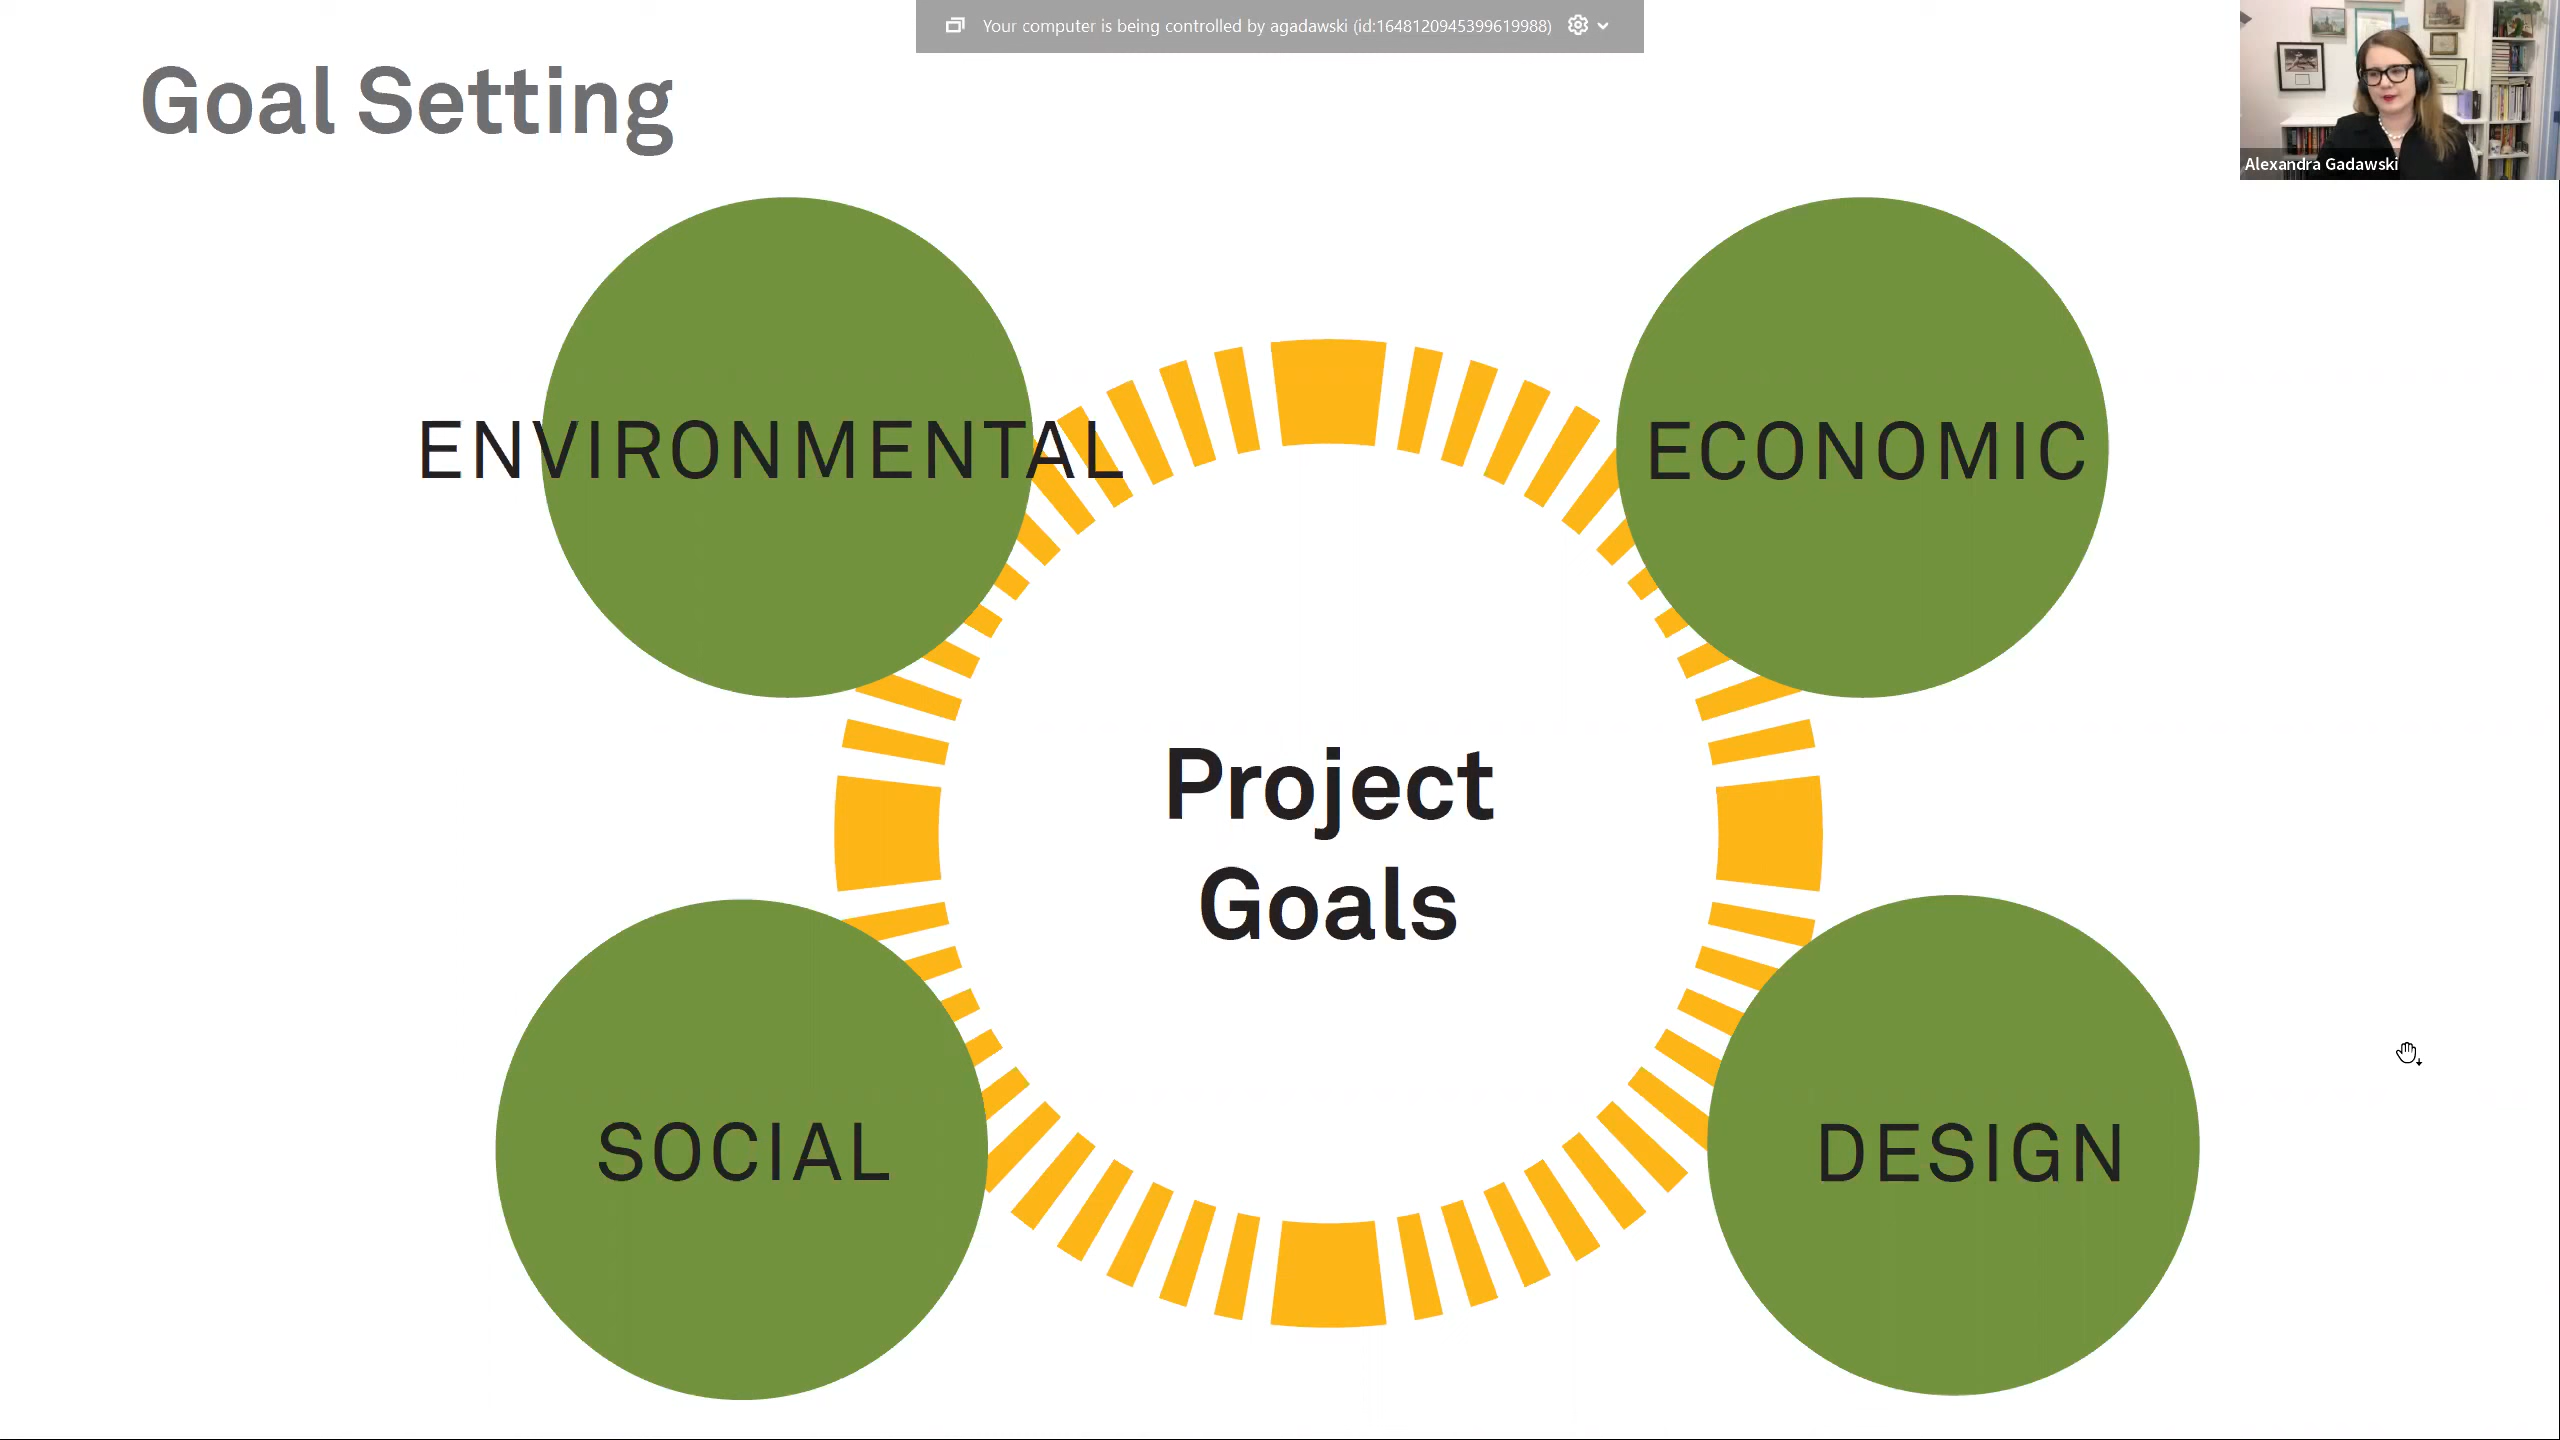 Your computer is being controlled by agadawski (id:1648120945399619988)
Goal Setting
Alexandra Gadawski
ENVIRONMENTAL
ECONOMIC
Project
Goals
SOCIAL
DESIGN